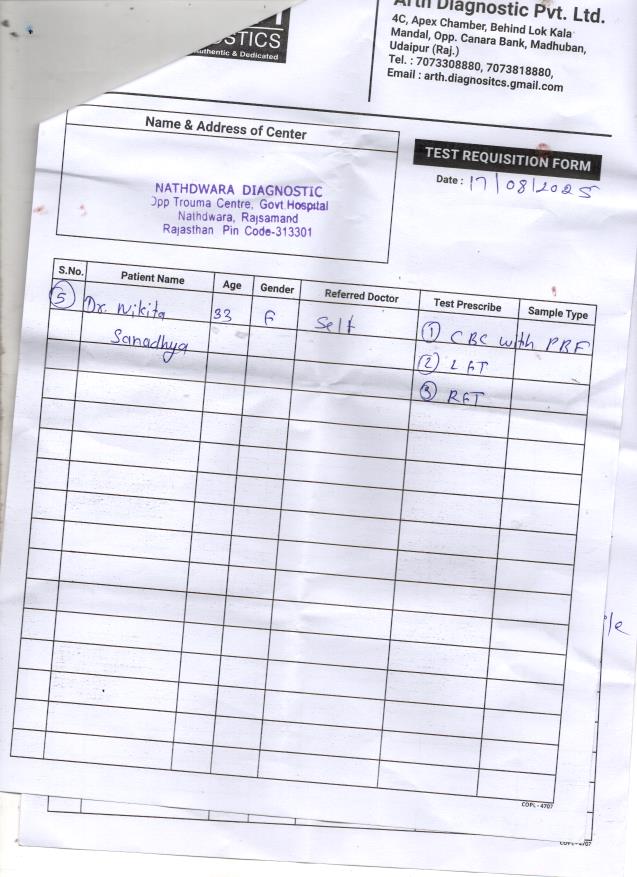 STICS
Authentic & Dedicated
Arth Diagnostic Pvt. Ltd.
4C, Apex Chamber, Behind Lok Kala
Mandal, Opp. Canara Bank, Madhuban,
Udaipur (Raj.)
Tel. : 7073308880, 7073818880,
Email : arth.diagnositcs.gmail.com
Name & Address of Center
NATHDWARA DIAGNOSTIC
Opp Trouma Centre, Govt Hospital
Nathdwara, Rajsamand
Rajasthan Pin Code-313301
TEST REQUISITION FORM
Date : 17/08/2025
S.No. Patient Name Age Gender Referred Doctor Test Prescribe Sample Type
5 Dr. Nikita 33 F Self 1 CBC with PBF
Sanadhya 2 LFT
3 RFT
COPL - 4707
COPL - 4707